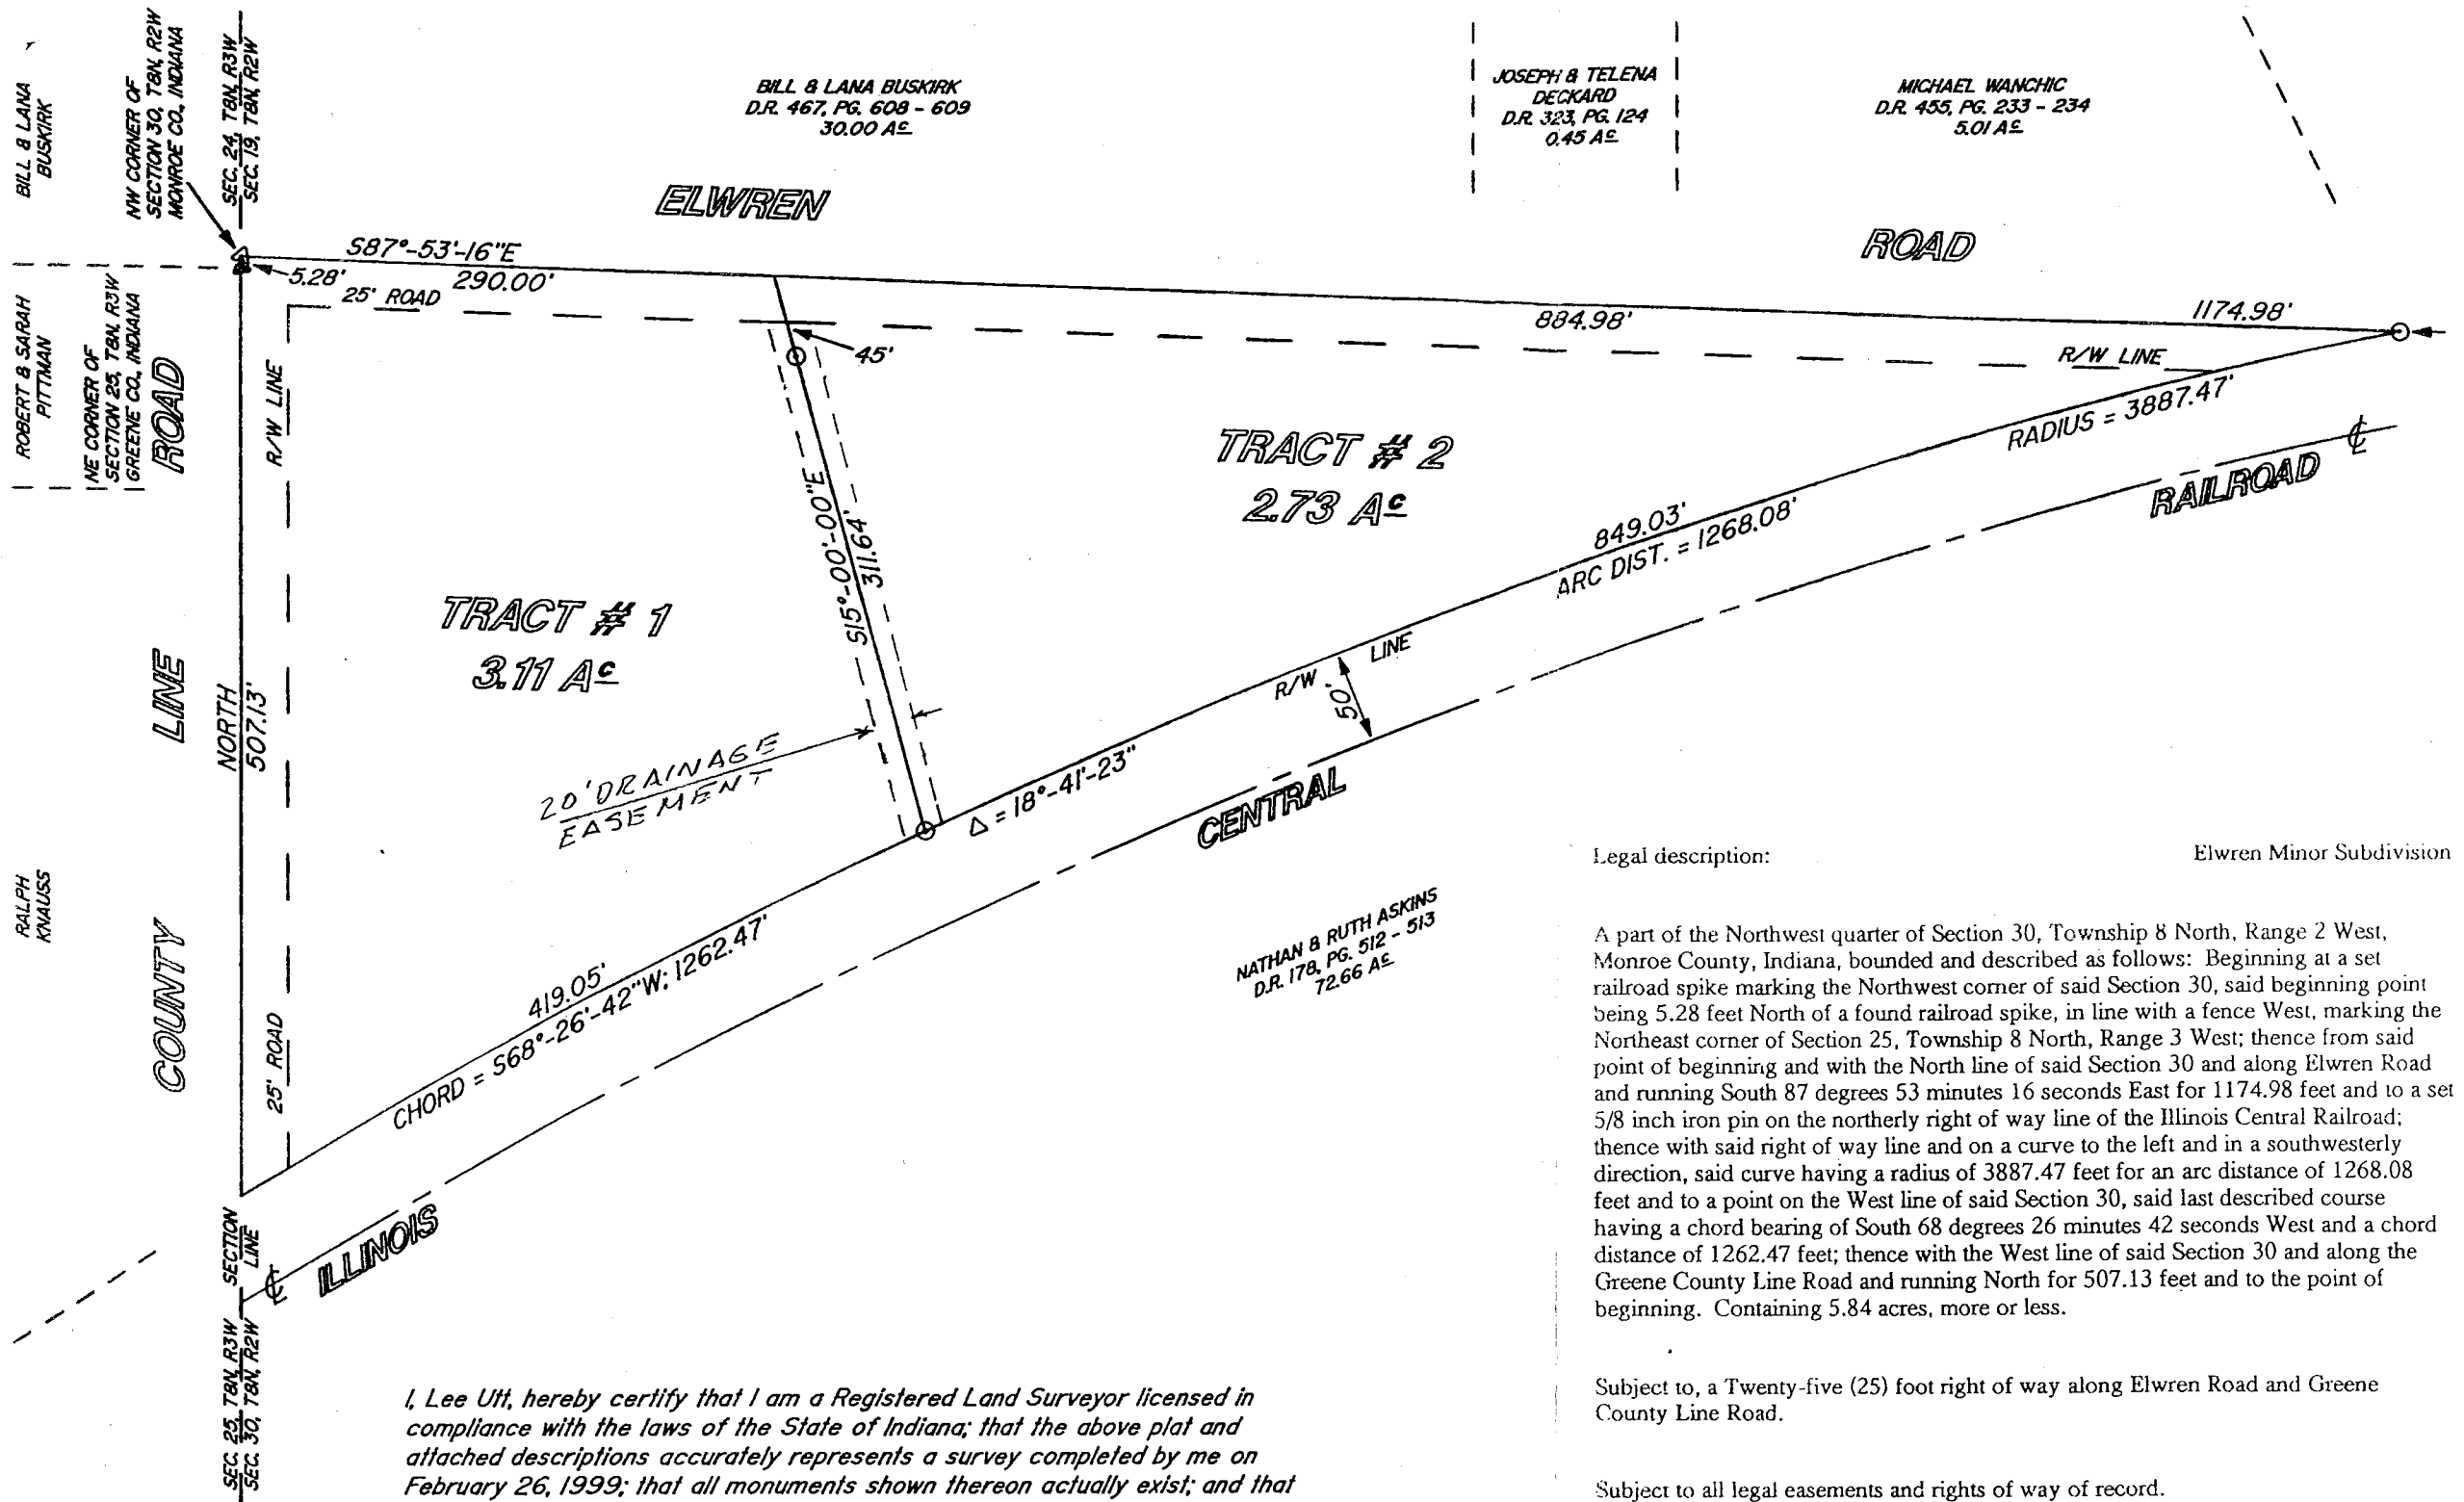 BILL & LANA
BUSKIRK
NW CORNER OF
SECTION 30, T8N, R2W
MONROE CO., INDIANA
SEC. 24, T8N, R3W
SEC. 19, T8N, R2W
BILL & LANA BUSKIRK
D.R. 467, PG. 608 - 609
30.00 Ac
JOSEPH & TELENA
DECKARD
D.R. 323, PG. 124
0.45 Ac
MICHAEL WANCHIC
D.R. 455, PG. 233 - 234
5.01 Ac
ELWREN
ROAD
S87°-53'-16"E
5.28'
290.00'
25' ROAD
884.98'
1174.98'
45'
R/W LINE
ROBERT & SARAH
PITTMAN
NE CORNER OF
SECTION 25, T8N, R3W
GREENE CO., INDIANA
ROAD
R/W LINE
RADIUS = 3887.47'
℄
RAILROAD
TRACT # 2
2.73 Ac
S15°-00'-00"E
311.64'
849.03'
ARC DIST. = 1268.08'
TRACT # 1
3.11 Ac
LINE
NORTH
507.13'
R/W LINE
50'
20' DRAINAGE
EASEMENT
Δ = 18°-41'-23"
CENTRAL
RALPH
KNAUSS
COUNTY
25' ROAD
419.05'
CHORD = S68°-26'-42"W; 1262.47'
NATHAN & RUTH ASKINS
D.R. 178, PG. 512 - 513
72.66 Ac
SECTION
LINE
℄ ILLINOIS
SEC. 25, T8N, R3W
SEC. 30, T8N, R2W
Legal description: Elwren Minor Subdivision
A part of the Northwest quarter of Section 30, Township 8 North, Range 2 West,
Monroe County, Indiana, bounded and described as follows: Beginning at a set
railroad spike marking the Northwest corner of said Section 30, said beginning point
being 5.28 feet North of a found railroad spike, in line with a fence West, marking the
Northeast corner of Section 25, Township 8 North, Range 3 West; thence from said
point of beginning and with the North line of said Section 30 and along Elwren Road
and running South 87 degrees 53 minutes 16 seconds East for 1174.98 feet and to a set
5/8 inch iron pin on the northerly right of way line of the Illinois Central Railroad;
thence with said right of way line and on a curve to the left and in a southwesterly
direction, said curve having a radius of 3887.47 feet for an arc distance of 1268.08
feet and to a point on the West line of said Section 30, said last described course
having a chord bearing of South 68 degrees 26 minutes 42 seconds West and a chord
distance of 1262.47 feet; thence with the West line of said Section 30 and along the
Greene County Line Road and running North for 507.13 feet and to the point of
beginning. Containing 5.84 acres, more or less.
Subject to, a Twenty-five (25) foot right of way along Elwren Road and Greene
County Line Road.
Subject to all legal easements and rights of way of record.
I, Lee Utt, hereby certify that I am a Registered Land Surveyor licensed in
compliance with the laws of the State of Indiana; that the above plat and
attached descriptions accurately represents a survey completed by me on
February 26, 1999; that all monuments shown thereon actually exist; and that